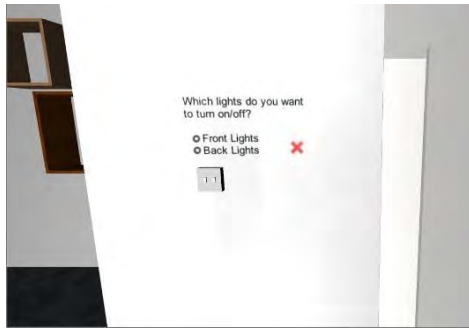 Which lights do you want
to turn on/off?
Front Lights
Back Lights